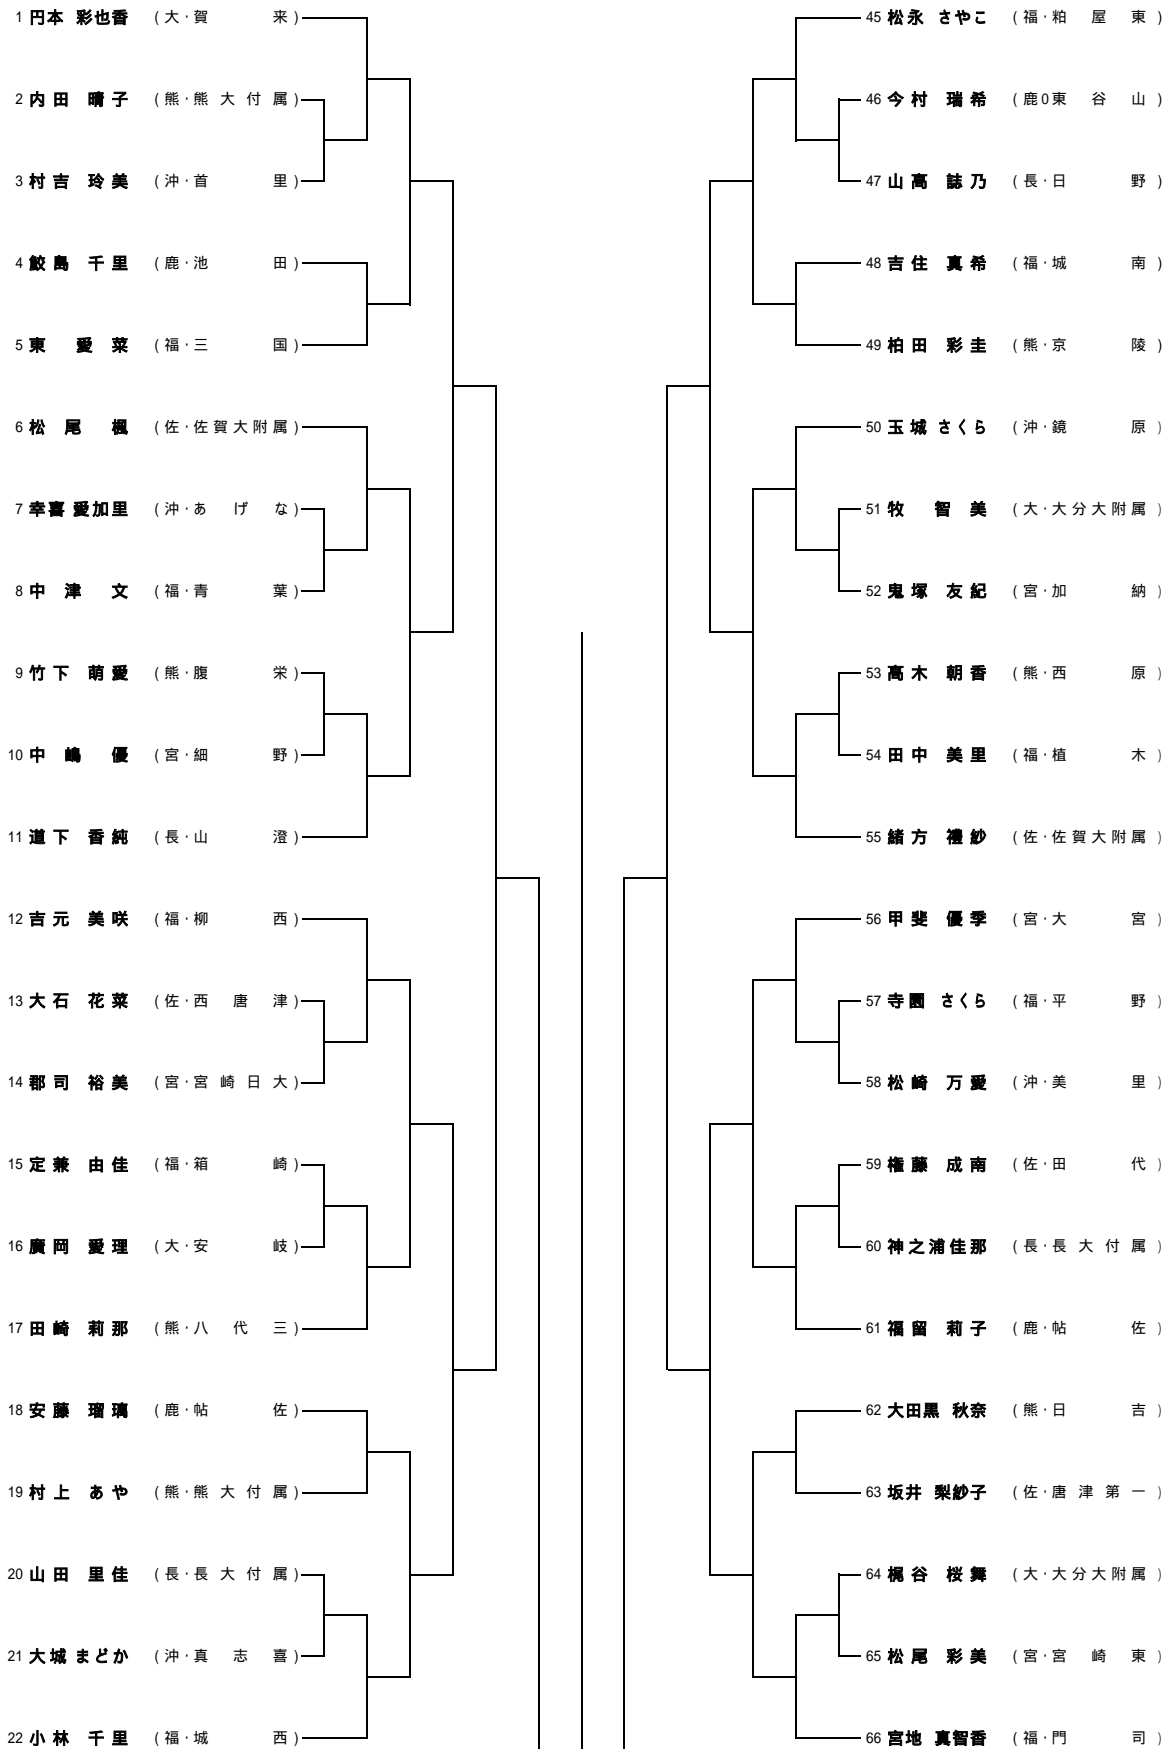 1 円本 彩也香 (大・賀来)
2 内田 晴子 (熊・熊大付属)
3 村吉 玲美 (沖・首里)
4 鮫島 千里 (鹿・池田)
5 東 愛菜 (福・三国)
6 松尾 楓 (佐・佐賀大附属)
7 幸喜 愛加里 (沖・あげな)
8 中津 文 (福・青葉)
9 竹下 萌愛 (熊・腹栄)
10 中嶋 優 (宮・細野)
11 道下 香純 (長・山澄)
12 吉元 美咲 (福・柳西)
13 大石 花菜 (佐・西唐津)
14 郡司 裕美 (宮・宮崎日大)
15 定兼 由佳 (福・箱崎)
16 廣岡 愛理 (大・安岐)
17 田崎 莉那 (熊・八代三)
18 安藤 瑠璃 (鹿・帖佐)
19 村上 あや (熊・熊大付属)
20 山田 里佳 (長・長大付属)
21 大城 まどか (沖・真志喜)
22 小林 千里 (福・城西)
45 松永 さやこ (福・粕屋東)
46 今村 瑞希 (鹿0東谷山)
47 山高 誌乃 (長・日野)
48 吉住 真希 (福・城南)
49 柏田 彩圭 (熊・京陵)
50 玉城 さくら (沖・鏡原)
51 牧 智美 (大・大分大附属)
52 鬼塚 友紀 (宮・加納)
53 高木 朝香 (熊・西原)
54 田中 美里 (福・植木)
55 緒方 禮紗 (佐・佐賀大附属)
56 甲斐 優季 (宮・大宮)
57 寺園 さくら (福・平野)
58 松崎 万愛 (沖・美里)
59 権藤 成南 (佐・田代)
60 神之浦佳那 (長・長大付属)
61 福留 莉子 (鹿・帖佐)
62 大田黒 秋奈 (熊・日吉)
63 坂井 梨紗子 (佐・唐津第一)
64 梶谷 桜舞 (大・大分大附属)
65 松尾 彩美 (宮・宮崎東)
66 宮地 真智香 (福・門司)